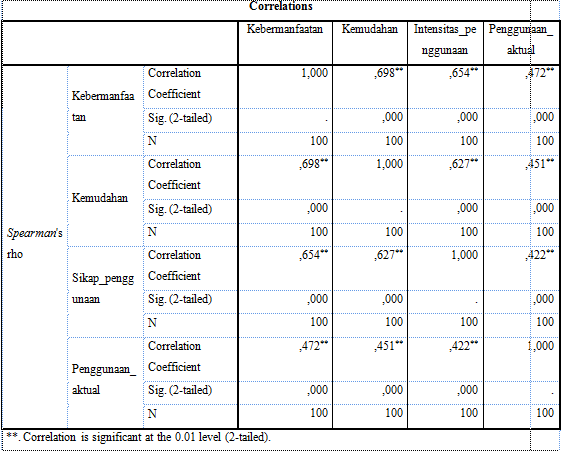 Correlations
Kebermanfaatan Kemudahan Intensitas_pe Penggunaan_
nggunaan aktual
Spearman's
rho
Kebermanfaa
tan
Correlation 1,000 ,698** ,654** ,472**
Coefficient
Sig. (2-tailed) . ,000 ,000 ,000
N 100 100 100 100
Kemudahan
Correlation ,698** 1,000 ,627** ,451**
Coefficient
Sig. (2-tailed) ,000 . ,000 ,000
N 100 100 100 100
Sikap_pengg
unaan
Correlation ,654** ,627** 1,000 ,422**
Coefficient
Sig. (2-tailed) ,000 ,000 . ,000
N 100 100 100 100
Penggunaan_
aktual
Correlation ,472** ,451** ,422** 1,000
Coefficient
Sig. (2-tailed) ,000 ,000 ,000 .
N 100 100 100 100
**. Correlation is significant at the 0.01 level (2-tailed).